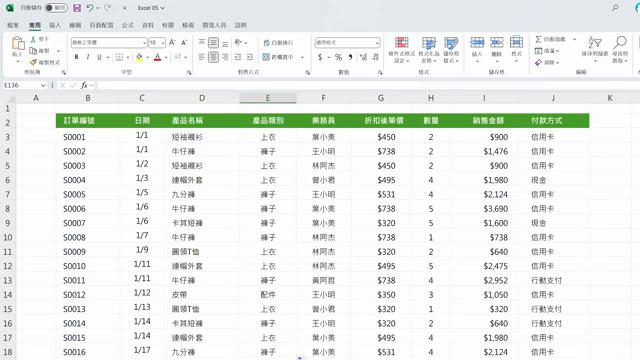 自動儲存 Excel 05
檔案 常用 插入 繪圖 頁面配置 公式 資料 校閱 檢視 開發人員 說明
貼上 剪下 複製 複製格式 微軟正黑體 10 自動換行 跨欄置中 通用格式 條件式格式設定 格式化為表格 儲存格樣式 插入 刪除 格式 自動加總 填滿 清除 排序與篩選 尋找與選取
剪貼簿 字型 對齊方式 數值 樣式 儲存格 編輯
E136 fx
A B C D E F G H I J K
1
2 訂單編號 日期 產品名稱 產品類別 業務員 折扣後單價 數量 銷售金額 付款方式
3 S0001 1/1 短袖襯衫 上衣 葉小美 $450 2 $900 信用卡
4 S0002 1/1 牛仔褲 褲子 王小明 $738 2 $1,476 信用卡
5 S0003 1/2 短袖襯衫 上衣 林阿杰 $450 2 $900 信用卡
6 S0004 1/3 連帽外套 上衣 曾小君 $495 4 $1,980 現金
7 S0005 1/5 九分褲 褲子 王小明 $531 4 $2,124 信用卡
8 S0006 1/6 牛仔褲 褲子 葉小美 $738 5 $3,690 信用卡
9 S0007 1/6 卡其短褲 褲子 葉小美 $320 5 $1,600 現金
10 S0008 1/7 牛仔褲 褲子 林阿杰 $738 1 $738 信用卡
11 S0009 1/9 圓領T恤 上衣 林阿杰 $320 2 $640 信用卡
12 S0010 1/11 連帽外套 上衣 林阿杰 $495 5 $2,475 信用卡
13 S0011 1/11 牛仔褲 褲子 黃阿哲 $738 4 $2,952 行動支付
14 S0012 1/12 皮帶 配件 王小明 $350 3 $1,050 信用卡
15 S0013 1/13 圓領T恤 上衣 曾小君 $320 1 $320 行動支付
16 S0014 1/14 卡其短褲 褲子 王小明 $320 2 $640 行動支付
17 S0015 1/14 連帽外套 上衣 葉小美 $495 4 $1,980 信用卡
18 S0016 1/17 九分褲 褲子 葉小美 $531 4 $2,124 信用卡